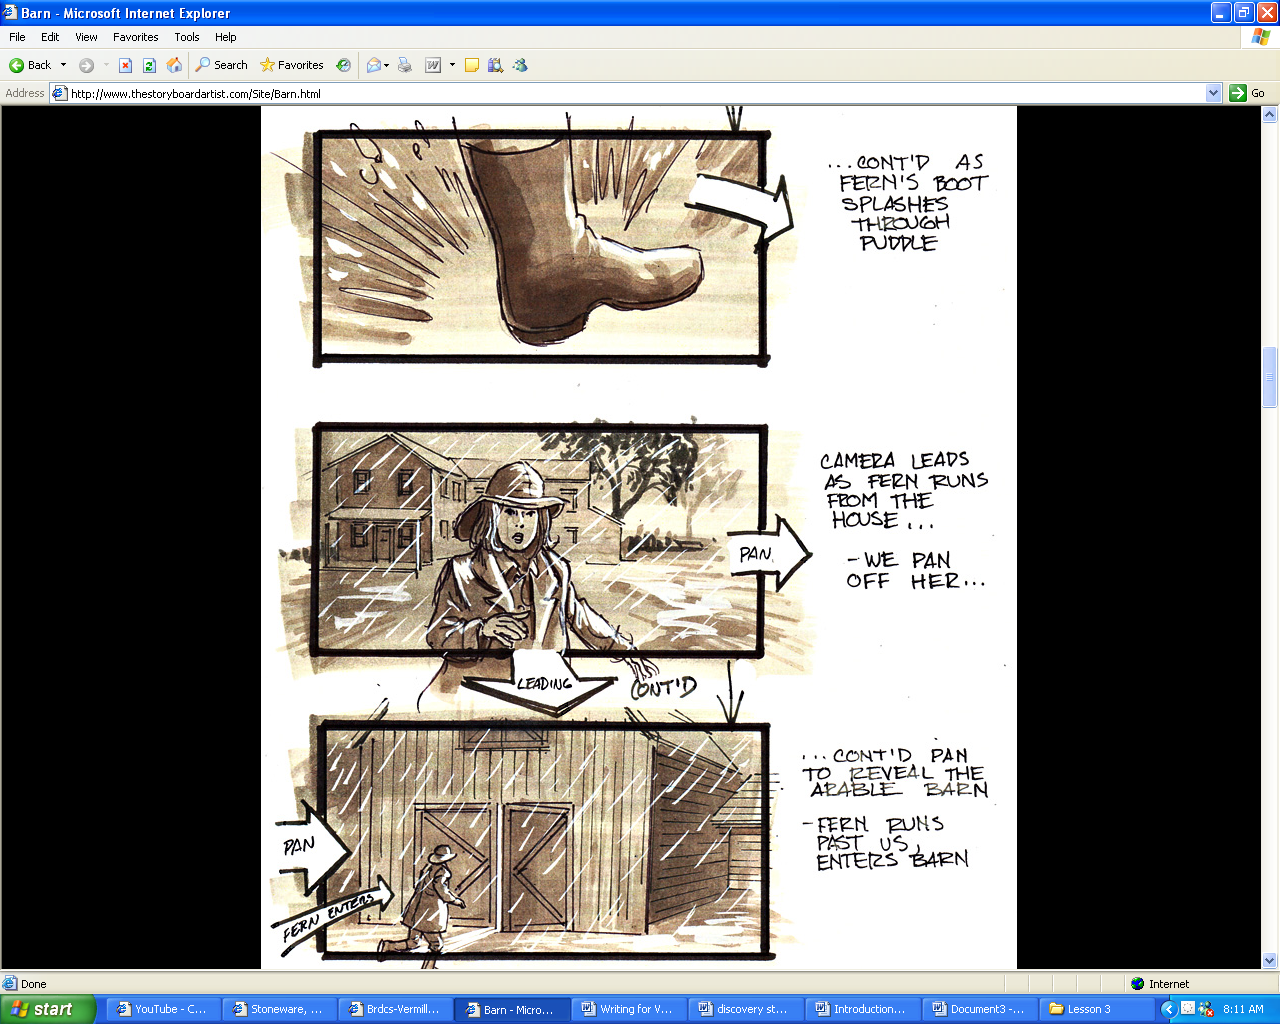 Barn - Microsoft Internet Explorer
File Edit View Favorites Tools Help
Back Search Favorites
Address http://www.thestoryboardartist.com/Site/Barn.html Go
...CONT'D AS
FERN'S BOOT
SPLASHES
THROUGH
PUDDLE
CAMERA LEADS
AS FERN RUNS
FROM THE
HOUSE...
- WE PAN
OFF HER...
PAN
LEADING
CONT'D
...CONT'D PAN
TO REVEAL THE
ARABLE BARN
- FERN RUNS
PAST US,
ENTERS BARN
PAN
FERN ENTERS
Done Internet
start YouTube - C... Stoneware, ... Brdcs-Vermill... Barn - Micro... Writing for V... discovery st... Introduction... Document3 -... Lesson 3 8:11 AM